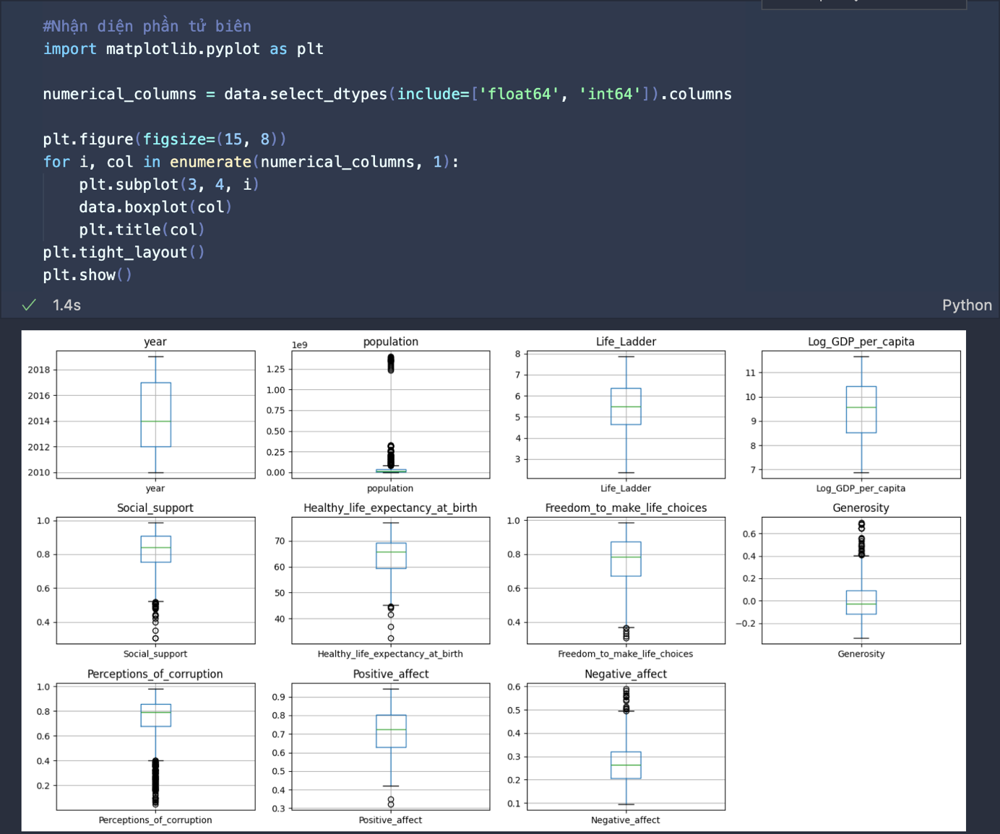 #Nhận diện phần tử biên
import matplotlib.pyplot as plt
numerical_columns = data.select_dtypes(include=['float64', 'int64']).columns
plt.figure(figsize=(15, 8))
for i, col in enumerate(numerical_columns, 1):
    plt.subplot(3, 4, i)
    data.boxplot(col)
    plt.title(col)
plt.tight_layout()
plt.show()
1.4s
Python
year
2018
2016
2014
2012
2010
year
population
1e9
1.25
1.00
0.75
0.50
0.25
0.00
population
Life_Ladder
8
7
6
5
4
3
Life_Ladder
Log_GDP_per_capita
11
10
9
8
7
Log_GDP_per_capita
Social_support
1.0
0.8
0.6
0.4
Social_support
Healthy_life_expectancy_at_birth
70
60
50
40
Healthy_life_expectancy_at_birth
Freedom_to_make_life_choices
1.0
0.8
0.6
0.4
Freedom_to_make_life_choices
Generosity
0.6
0.4
0.2
0.0
−0.2
Generosity
Perceptions_of_corruption
1.0
0.8
0.6
0.4
0.2
Perceptions_of_corruption
Positive_affect
0.9
0.8
0.7
0.6
0.5
0.4
0.3
Positive_affect
Negative_affect
0.6
0.5
0.4
0.3
0.2
0.1
Negative_affect